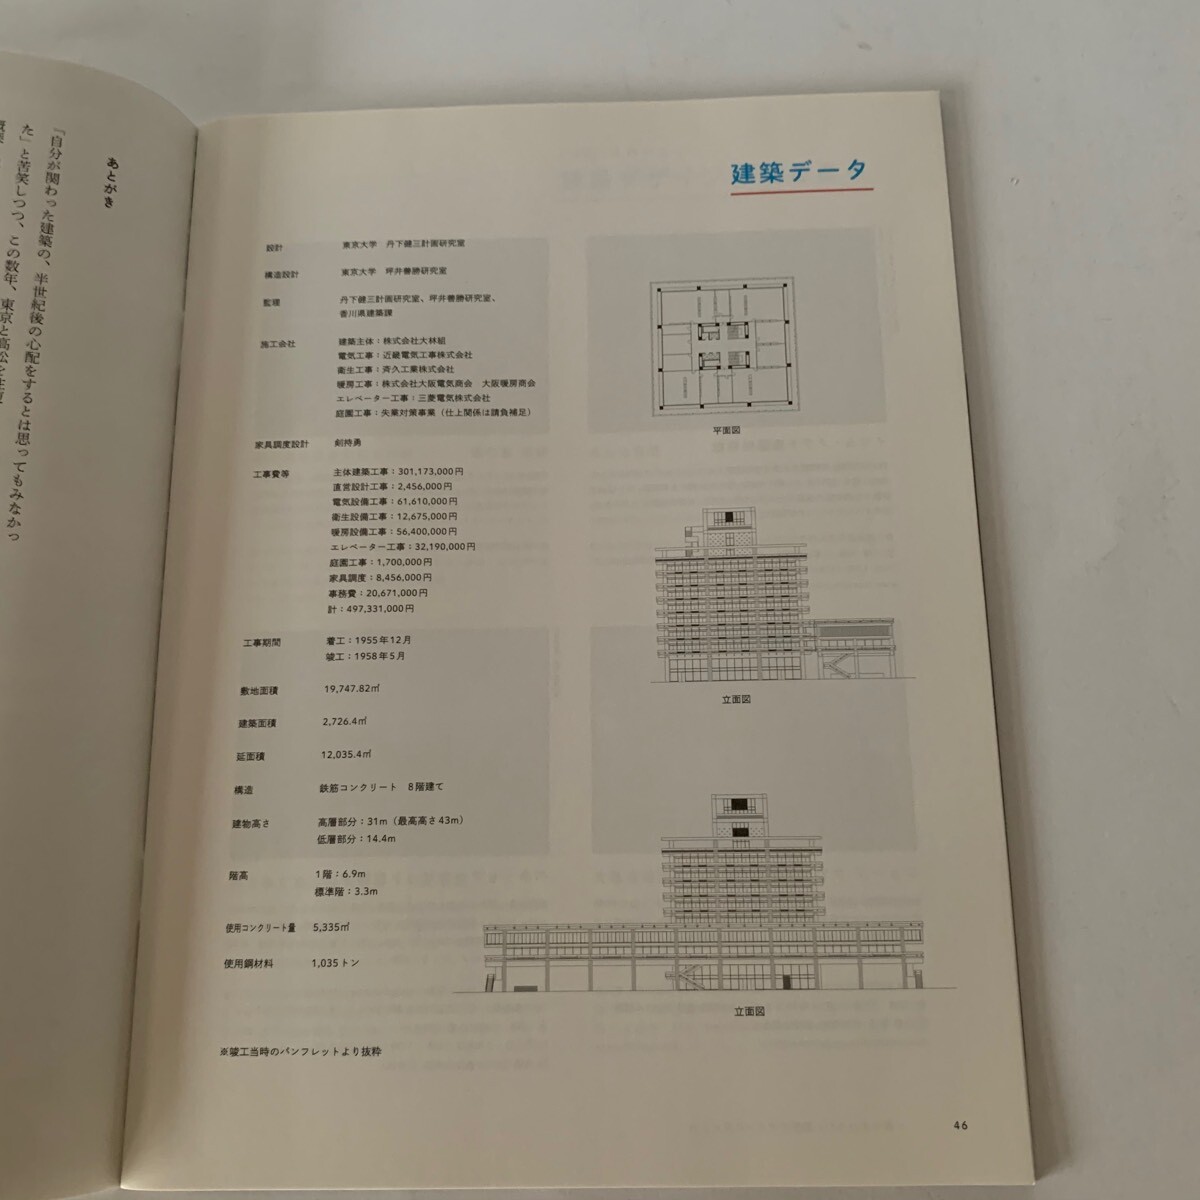 あとがき
『自分が関わった建築の、半世紀後の心配をするとは思ってもみなかっ
た』と苦笑しつつ、この数年、東京と高松を
建築データ
設計 東京大学 丹下健三計画研究室
構造設計 東京大学 坪井善勝研究室
監理 丹下健三計画研究室、坪井善勝研究室、
香川県建築課
施工会社 建築主体：株式会社大林組
電気工事：近畿電気工事株式会社
衛生工事：斉久工業株式会社
暖房工事：株式会社大阪電気商会 大阪暖房商会
エレベーター工事：三菱電気株式会社
庭園工事：失業対策事業（仕上関係は請負補足）
家具調度設計 剣持勇
工事費等 主体建築工事：301,173,000円
直営設計工事：2,456,000円
電気設備工事：61,610,000円
衛生設備工事：12,675,000円
暖房設備工事：56,400,000円
エレベーター工事：32,190,000円
庭園工事：1,700,000円
家具調度：8,456,000円
事務費：20,671,000円
計：497,331,000円
工事期間 着工：1955年12月
竣工：1958年5月
敷地面積 19,747.82㎡
建築面積 2,726.4㎡
延面積 12,035.4㎡
構造 鉄筋コンクリート 8階建て
建物高さ 高層部分：31m（最高高さ43m）
低層部分：14.4m
階高 1階：6.9m
標準階：3.3m
使用コンクリート量 5,335㎥
使用鋼材料 1,035トン
※竣工当時のパンフレットより抜粋
平面図
立面図
立面図
46